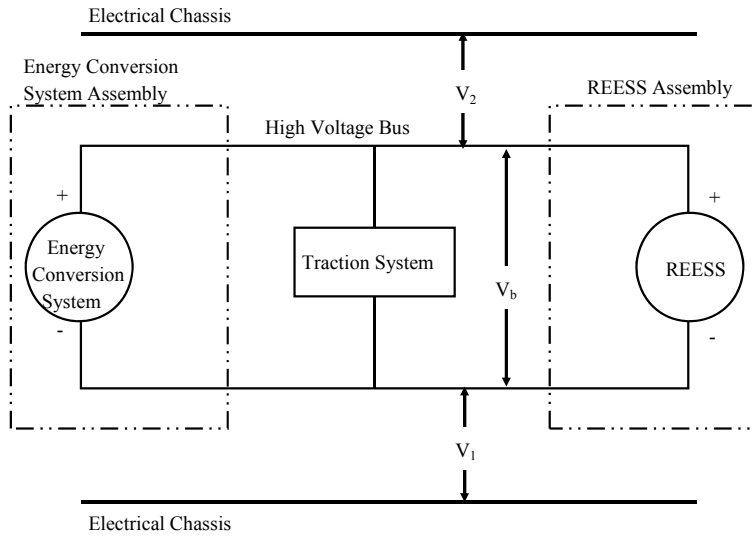 Electrical Chassis
Energy Conversion
System Assembly
REESS Assembly
V2
High Voltage Bus
+
+
Energy
Conversion
System
Traction System
REESS
Vb
-
-
V1
Electrical Chassis